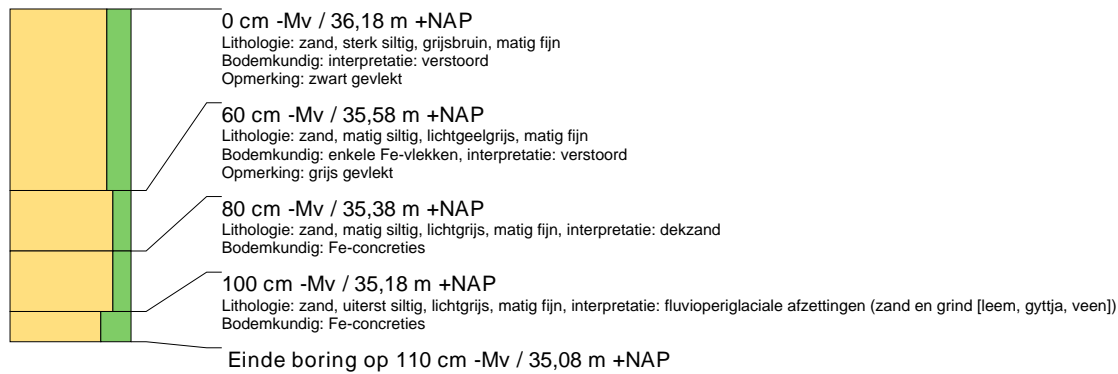 0 cm -Mv / 36,18 m +NAP
Lithologie: zand, sterk siltig, grijsbruin, matig fijn
Bodemkundig: interpretatie: verstoord
Opmerking: zwart gevlekt
60 cm -Mv / 35,58 m +NAP
Lithologie: zand, matig siltig, lichtgeelgrijs, matig fijn
Bodemkundig: enkele Fe-vlekken, interpretatie: verstoord
Opmerking: grijs gevlekt
80 cm -Mv / 35,38 m +NAP
Lithologie: zand, matig siltig, lichtgrijs, matig fijn, interpretatie: dekzand
Bodemkundig: Fe-concreties
100 cm -Mv / 35,18 m +NAP
Lithologie: zand, uiterst siltig, lichtgrijs, matig fijn, interpretatie: fluvioperiglaciale afzettingen (zand en grind [leem, gyttja, veen])
Bodemkundig: Fe-concreties
Einde boring op 110 cm -Mv / 35,08 m +NAP